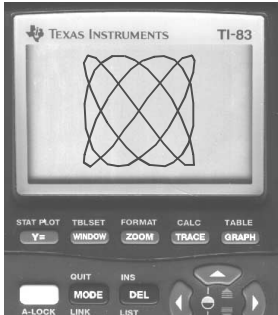 TEXAS INSTRUMENTS TI-83
STAT PLOT TBLSET FORMAT CALC TABLE
Y= WINDOW ZOOM TRACE GRAPH
QUIT INS
MODE DEL
A-LOCK LINK LIST